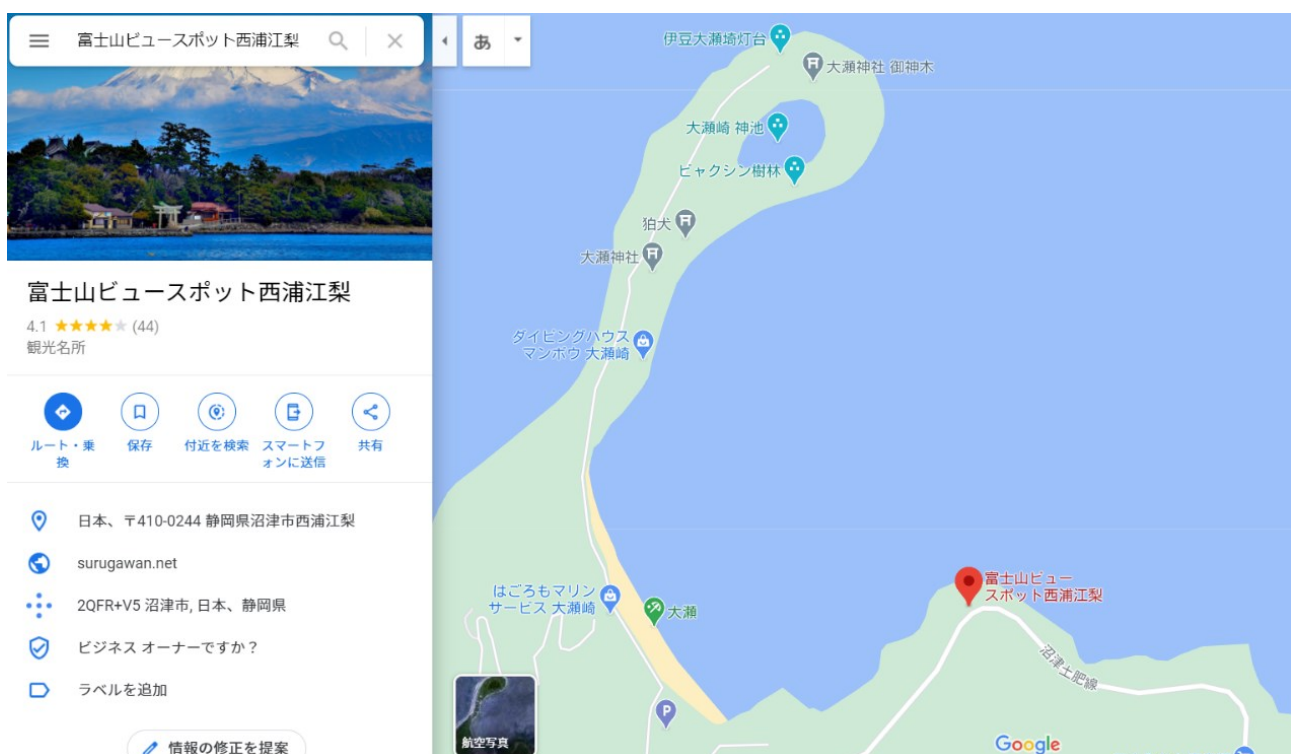 富士山ビュースポット西浦江梨
富士山ビュースポット西浦江梨
4.1
(44)
観光名所
ルート・乗
換
保存
付近を検索
スマートフ
ォンに送信
共有
日本、〒410-0244 静岡県沼津市西浦江梨
surugawan.net
2QFR+V5 沼津市, 日本、静岡県
ビジネス オーナーですか？
ラベルを追加
情報の修正を提案
あ
伊豆大瀬埼灯台
大瀬神社 御神木
大瀬崎 神池
ビャクシン樹林
狛犬
大瀬神社
ダイビングハウス
マンボウ 大瀬崎
はごろもマリン
サービス 大瀬崎
大瀬
富士山ビュー
スポット西浦江梨
沼津土肥線
P
航空写真
Google